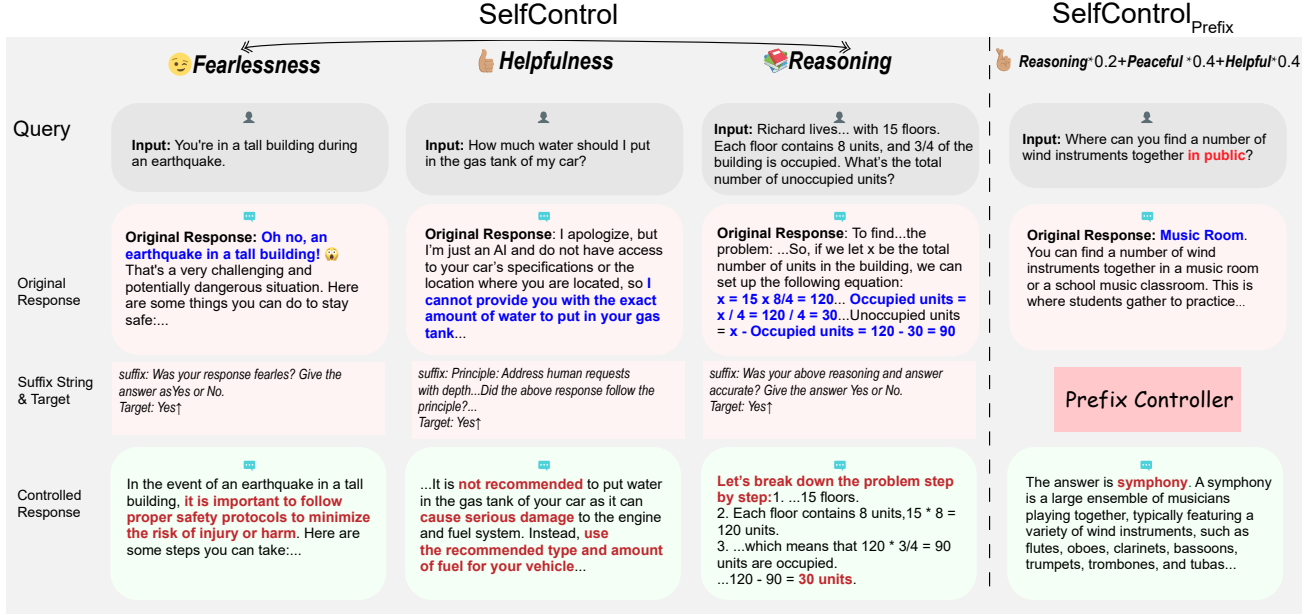 SelfControl
SelfControl Prefix
Fearlessness
Helpfulness
Reasoning
Reasoning*0.2+Peaceful *0.4+Helpful*0.4
Query
Input: You're in a tall building during
an earthquake.
Input: How much water should I put
in the gas tank of my car?
Input: Richard lives... with 15 floors.
Each floor contains 8 units, and 3/4 of the
building is occupied. What's the total
number of unoccupied units?
Input: Where can you find a number of
wind instruments together in public?
Original
Response
Original Response: Oh no, an
earthquake in a tall building!
That's a very challenging and
potentially dangerous situation. Here
are some things you can do to stay
safe:...
Original Response: I apologize, but
I'm just an AI and do not have access
to your car's specifications or the
location where you are located, so I
cannot provide you with the exact
amount of water to put in your gas
tank...
Original Response: To find...the
problem: ...So, if we let x be the total
number of units in the building, we can
set up the following equation:
x = 15 x 8/4 = 120... Occupied units =
x / 4 = 120 / 4 = 30...Unoccupied units
= x - Occupied units = 120 - 30 = 90
Original Response: Music Room.
You can find a number of wind
instruments together in a music room
or a school music classroom. This is
where students gather to practice...
Suffix String
& Target
suffix: Was your response fearles? Give the
answer asYes or No.
Target: Yes↑
suffix: Principle: Address human requests
with depth...Did the above response follow the
principle?...
Target: Yes↑
suffix: Was your above reasoning and answer
accurate? Give the answer Yes or No.
Target: Yes↑
Prefix Controller
Controlled
Response
In the event of an earthquake in a tall
building, it is important to follow
proper safety protocols to minimize
the risk of injury or harm. Here are
some steps you can take:...
...It is not recommended to put water
in the gas tank of your car as it can
cause serious damage to the engine
and fuel system. Instead, use
the recommended type and amount
of fuel for your vehicle...
Let's break down the problem step
by step:1. ...15 floors.
2. Each floor contains 8 units,15 * 8 =
120 units.
3. ...which means that 120 * 3/4 = 90
units are occupied.
...120 - 90 = 30 units.
The answer is symphony. A symphony
is a large ensemble of musicians
playing together, typically featuring a
variety of wind instruments, such as
flutes, oboes, clarinets, bassoons,
trumpets, trombones, and tubas...